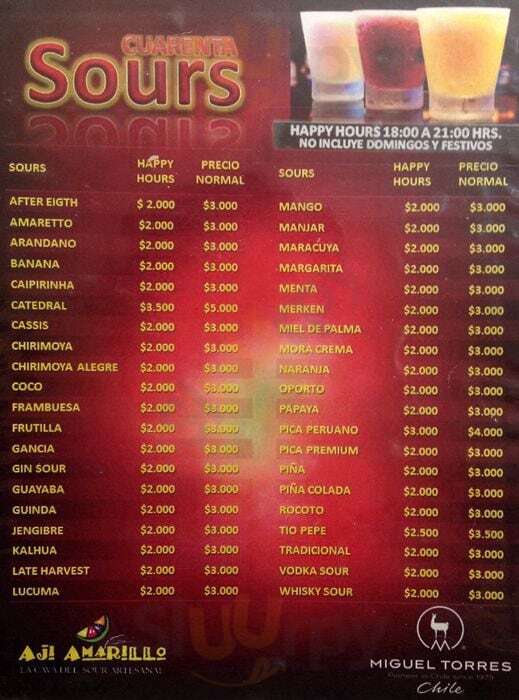 CUARENTA
Sours
HAPPY HOURS 18:00 A 21:00 HRS.
NO INCLUYE DOMINGOS Y FESTIVOS
SOURS HAPPY HOURS PRECIO NORMAL
AFTER EIGTH $ 2.000 $3.000
AMARETTO $2.000 $3.000
ARANDANO $2.000 $3.000
BANANA $2.000 $3.000
CAIPIRINHA $2.000 $3.000
CATEDRAL $3.500 $5.000
CASSIS $2.000 $3.000
CHIRIMOYA $2.000 $3.000
CHIRIMOYA ALEGRE $2.000 $3.000
COCO $2.000 $3.000
FRAMBUESA $2.000 $3.000
FRUTILLA $2.000 $3.000
GANCIA $2.000 $3.000
GIN SOUR $2.000 $3.000
GUAYABA $2.000 $3.000
GUINDA $2.000 $3.000
JENGIBRE $2.000 $3.000
KALHUA $2.000 $3.000
LATE HARVEST $2.000 $3.000
LUCUMA $2.000 $3.000
SOURS HAPPY HOURS PRECIO NORMAL
MANGO $2.000 $3.000
MANJAR $2.000 $3.000
MARACUYA $2.000 $3.000
MARGARITA $2.000 $3.000
MENTA $2.000 $3.000
MERKEN $2.000 $3.000
MIEL DE PALMA $2.000 $3.000
MORA CREMA $2.000 $3.000
NARANJA $2.000 $3.000
OPORTO $2.000 $3.000
PAPAYA $2.000 $3.000
PICA PERUANO $3.000 $4.000
PICA PREMIUM $2.000 $3.000
PIÑA $2.000 $3.000
PIÑA COLADA $2.000 $3.000
ROCOTO $2.000 $3.000
TIO PEPE $2.500 $3.500
TRADICIONAL $2.000 $3.000
VODKA SOUR $2.000 $3.000
WHISKY SOUR $2.000 $3.000
AJI AMARILLO
LA CAVA DEL SOUR ARTESANAL
MIGUEL TORRES
Pioneer in Chile since 1979
Chile